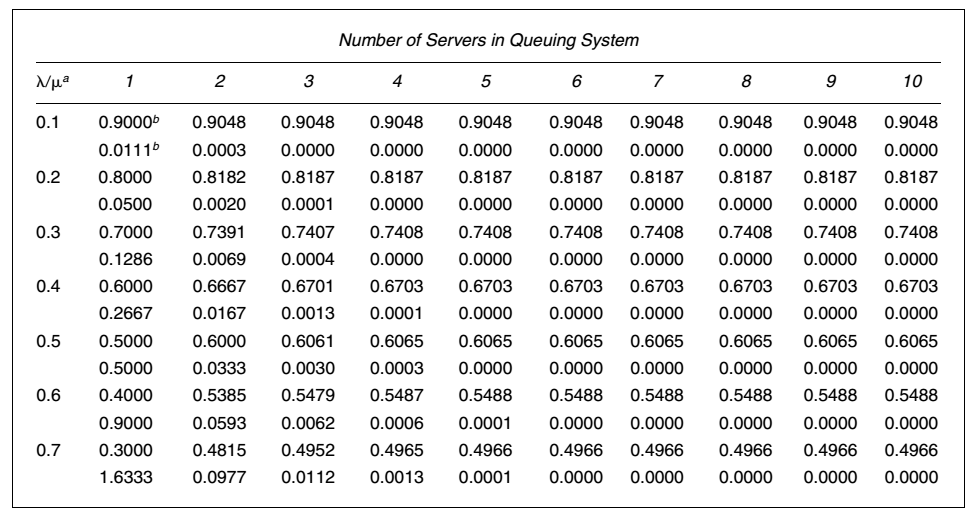 Number of Servers in Queuing System
λ/μᵃ 1 2 3 4 5 6 7 8 9 10
0.1 0.9000ᵇ 0.9048 0.9048 0.9048 0.9048 0.9048 0.9048 0.9048 0.9048 0.9048
0.0111ᵇ 0.0003 0.0000 0.0000 0.0000 0.0000 0.0000 0.0000 0.0000 0.0000
0.2 0.8000 0.8182 0.8187 0.8187 0.8187 0.8187 0.8187 0.8187 0.8187 0.8187
0.0500 0.0020 0.0001 0.0000 0.0000 0.0000 0.0000 0.0000 0.0000 0.0000
0.3 0.7000 0.7391 0.7407 0.7408 0.7408 0.7408 0.7408 0.7408 0.7408 0.7408
0.1286 0.0069 0.0004 0.0000 0.0000 0.0000 0.0000 0.0000 0.0000 0.0000
0.4 0.6000 0.6667 0.6701 0.6703 0.6703 0.6703 0.6703 0.6703 0.6703 0.6703
0.2667 0.0167 0.0013 0.0001 0.0000 0.0000 0.0000 0.0000 0.0000 0.0000
0.5 0.5000 0.6000 0.6061 0.6065 0.6065 0.6065 0.6065 0.6065 0.6065 0.6065
0.5000 0.0333 0.0030 0.0003 0.0000 0.0000 0.0000 0.0000 0.0000 0.0000
0.6 0.4000 0.5385 0.5479 0.5487 0.5488 0.5488 0.5488 0.5488 0.5488 0.5488
0.9000 0.0593 0.0062 0.0006 0.0001 0.0000 0.0000 0.0000 0.0000 0.0000
0.7 0.3000 0.4815 0.4952 0.4965 0.4966 0.4966 0.4966 0.4966 0.4966 0.4966
1.6333 0.0977 0.0112 0.0013 0.0001 0.0000 0.0000 0.0000 0.0000 0.0000